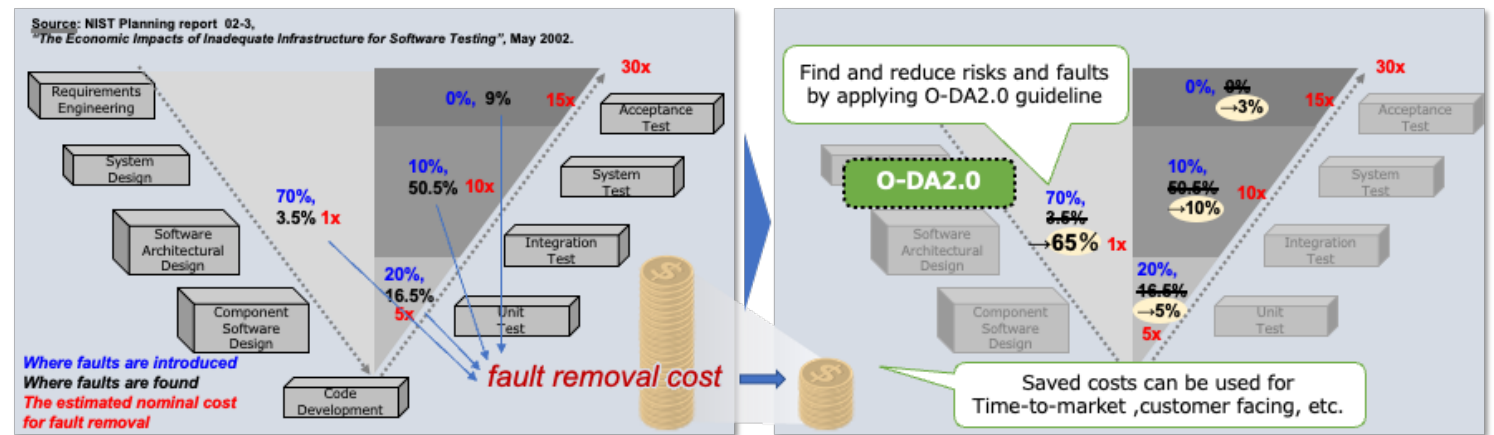 Source: NIST Planning report 02-3,
"The Economic Impacts of Inadequate Infrastructure for Software Testing", May 2002.
Requirements
Engineering
System
Design
Software
Architectural
Design
Component
Software
Design
Code
Development
70%,
3.5% 1x
20%,
16.5%
5x
10%,
50.5% 10x
0%, 9%
15x
30x
Acceptance
Test
System
Test
Integration
Test
Unit
Test
Where faults are introduced
Where faults are found
The estimated nominal cost
for fault removal
fault removal cost
Find and reduce risks and faults
by applying O-DA2.0 guideline
O-DA2.0
Design
Software
Architectural
Design
Component
Software
Design
70%,
3.5%
→65% 1x
20%,
16.5%
→5%
5x
10%,
50.5%
→10%
10x
0%, 9%
→3%
15x
30x
Acceptance
Test
System
Test
Integration
Test
Unit
Test
Saved costs can be used for
Time-to-market ,customer facing, etc.